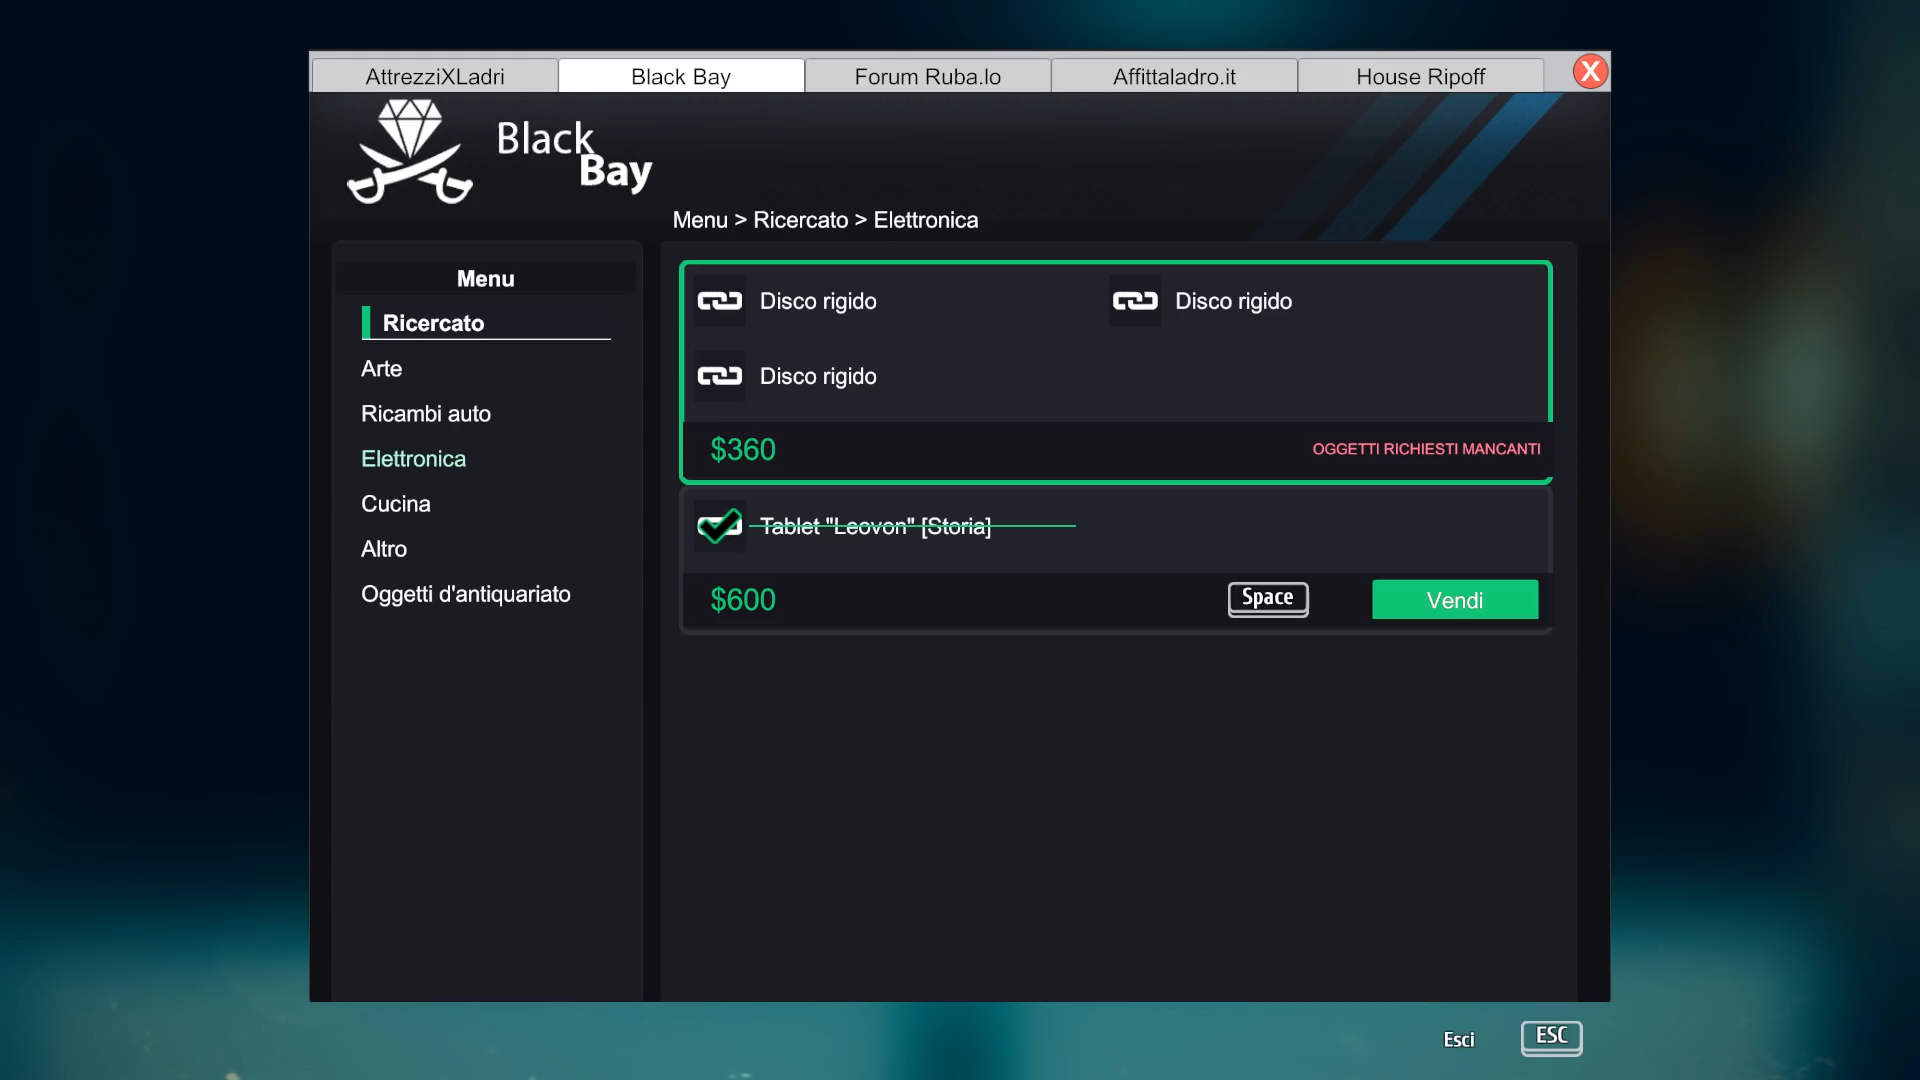 AttrezziXLadri
Black Bay
Forum Ruba.lo
Affittaladro.it
House Ripoff
X
Black
Bay
Menu > Ricercato > Elettronica
Menu
Ricercato
Arte
Ricambi auto
Elettronica
Cucina
Altro
Oggetti d'antiquariato
Disco rigido
Disco rigido
Disco rigido
$360
OGGETTI RICHIESTI MANCANTI
Tablet "Leovon" [Storia]
$600
Space
Vendi
Esci
ESC